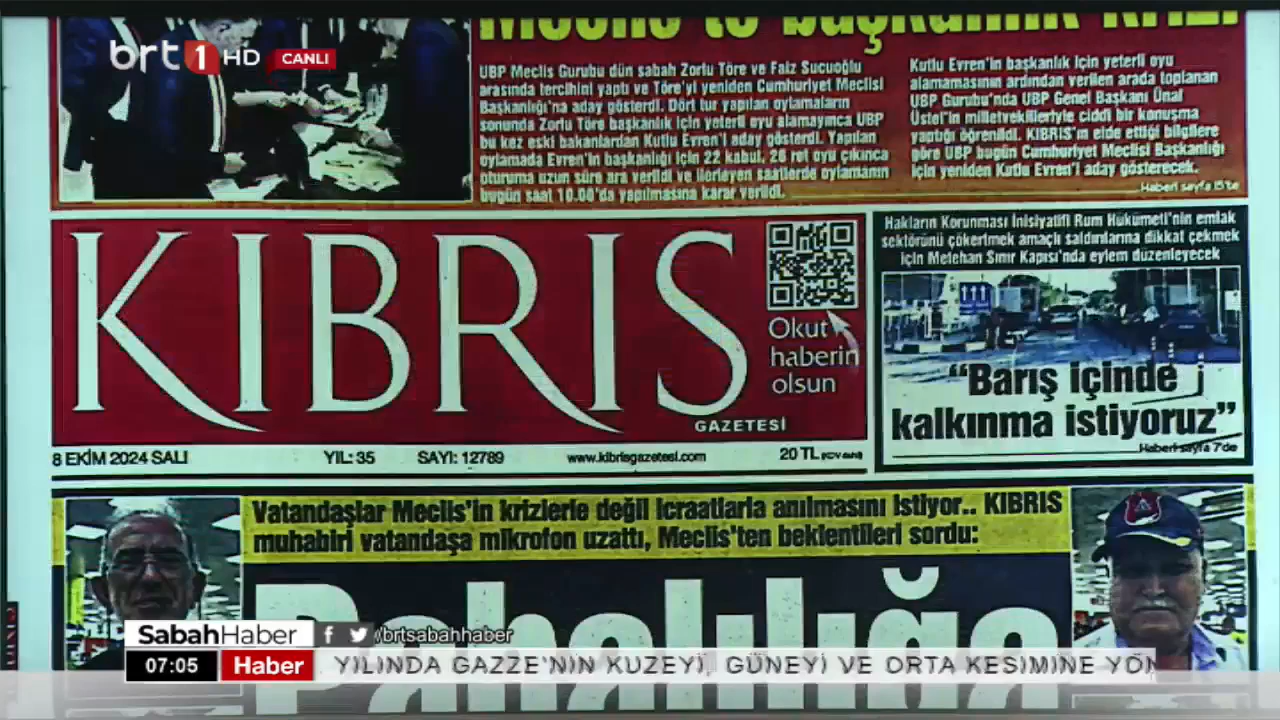 brt 1 HD CANLI
Meclis'te başkanlık krizi
UBP Meclis Gurubu dün sabah Zorlu Töre ve Faiz Sucuoğlu
arasında tercihini yaptı ve Töre'yi yeniden Cumhuriyet Meclisi
Başkanlığı'na aday gösterdi. Dört tur yapılan oylamaların
sonunda Zorlu Töre başkanlık için yeterli oyu alamayınca UBP
bu kez eski bakanlardan Kutlu Evren'i aday gösterdi. Yapılan
oylamada Evren'in başkanlığı için 22 kabul, 26 ret oyu çıkınca
oturuma uzun süre ara verildi ve ilerleyen saatlerde oylamanın
bugün saat 10.00'da yapılmasına karar verildi.
Kutlu Evren'in başkanlık için yeterli oyu
alamamasının ardından verilen arada toplanan
UBP Gurubu'nda UBP Genel Başkanı Ünal
Üstel'in milletvekilleriyle ciddi bir konuşma
yaptığı öğrenildi. KIBRIS'ın elde ettiği bilgilere
göre UBP bugün Cumhuriyet Meclisi Başkanlığı
için yeniden Kutlu Evren'i aday gösterecek.
Haberi sayfa 15'te
KIBRIS
GAZETESİ
Okut
haberin
olsun
8 EKİM 2024 SALI YIL: 35 SAYI: 12789 www.kibrisgazetesi.com 20 TL
Hakların Korunması İnisiyatifi Rum Hükümeti'nin emlak
sektörünü çökertmek amaçlı saldırılarına dikkat çekmek
için Metehan Sınır Kapısı'nda eylem düzenleyecek
“Barış içinde
kalkınma istiyoruz”
Haberi sayfa 7'de
Vatandaşlar Meclis'in krizlerle değil icraatlarla anılmasını istiyor.. KIBRIS
muhabiri vatandaşa mikrofon uzattı, Meclis'ten beklentileri sordu:
Pahalılığa
SabahHaber /brtsabahhaber
07:05 Haber YILINDA GAZZE'NİN KUZEYİ, GÜNEYİ VE ORTA KESİMİNE YÖN